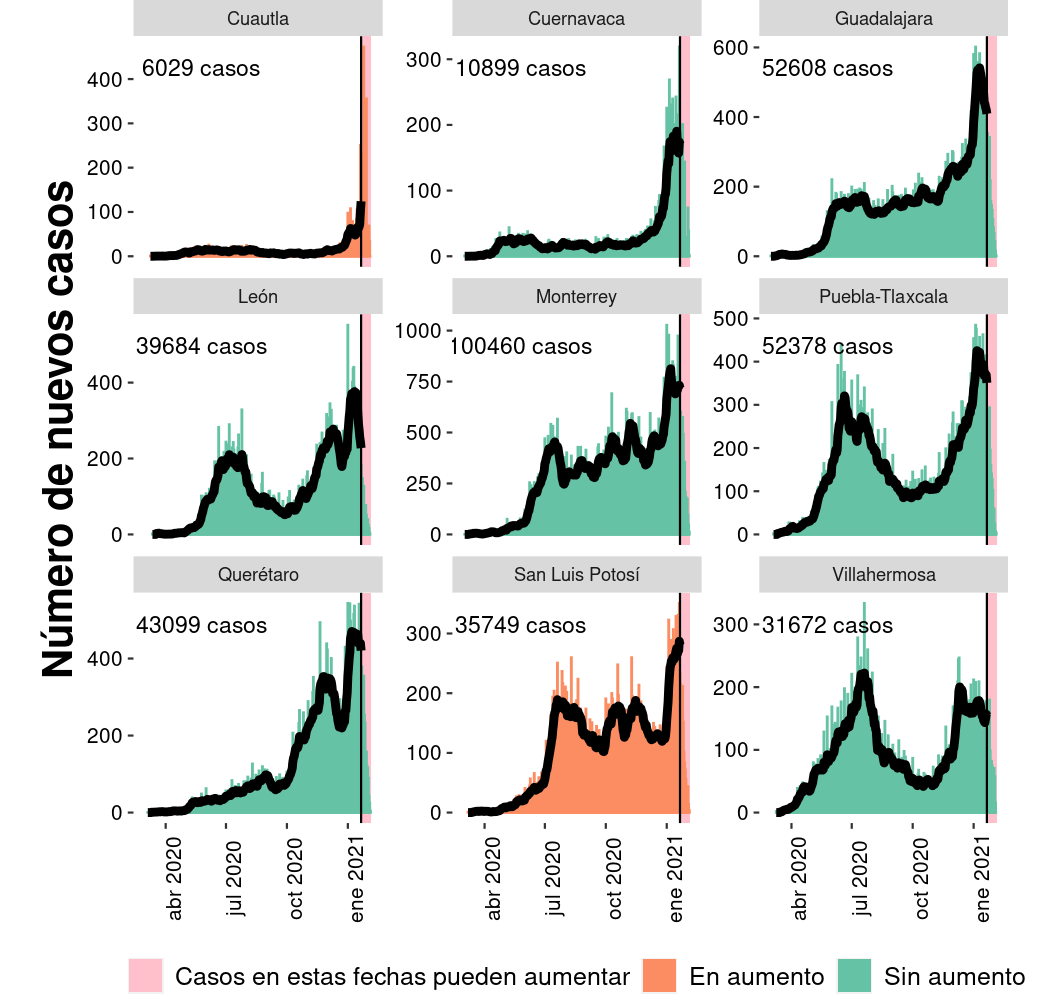 Cuautla
Cuernavaca
Guadalajara
6029 casos
10899 casos
52608 casos
400
300
200
100
0
300
200
100
0
600
400
200
0
León
Monterrey
Puebla-Tlaxcala
39684 casos
100460 casos
52378 casos
400
200
0
1000
750
500
250
0
500
400
300
200
100
0
Querétaro
San Luis Potosí
Villahermosa
43099 casos
35749 casos
31672 casos
400
200
0
300
200
100
0
300
200
100
0
Número de nuevos casos
abr 2020
jul 2020
oct 2020
ene 2021
abr 2020
jul 2020
oct 2020
ene 2021
abr 2020
jul 2020
oct 2020
ene 2021
Casos en estas fechas pueden aumentar
En aumento
Sin aumento